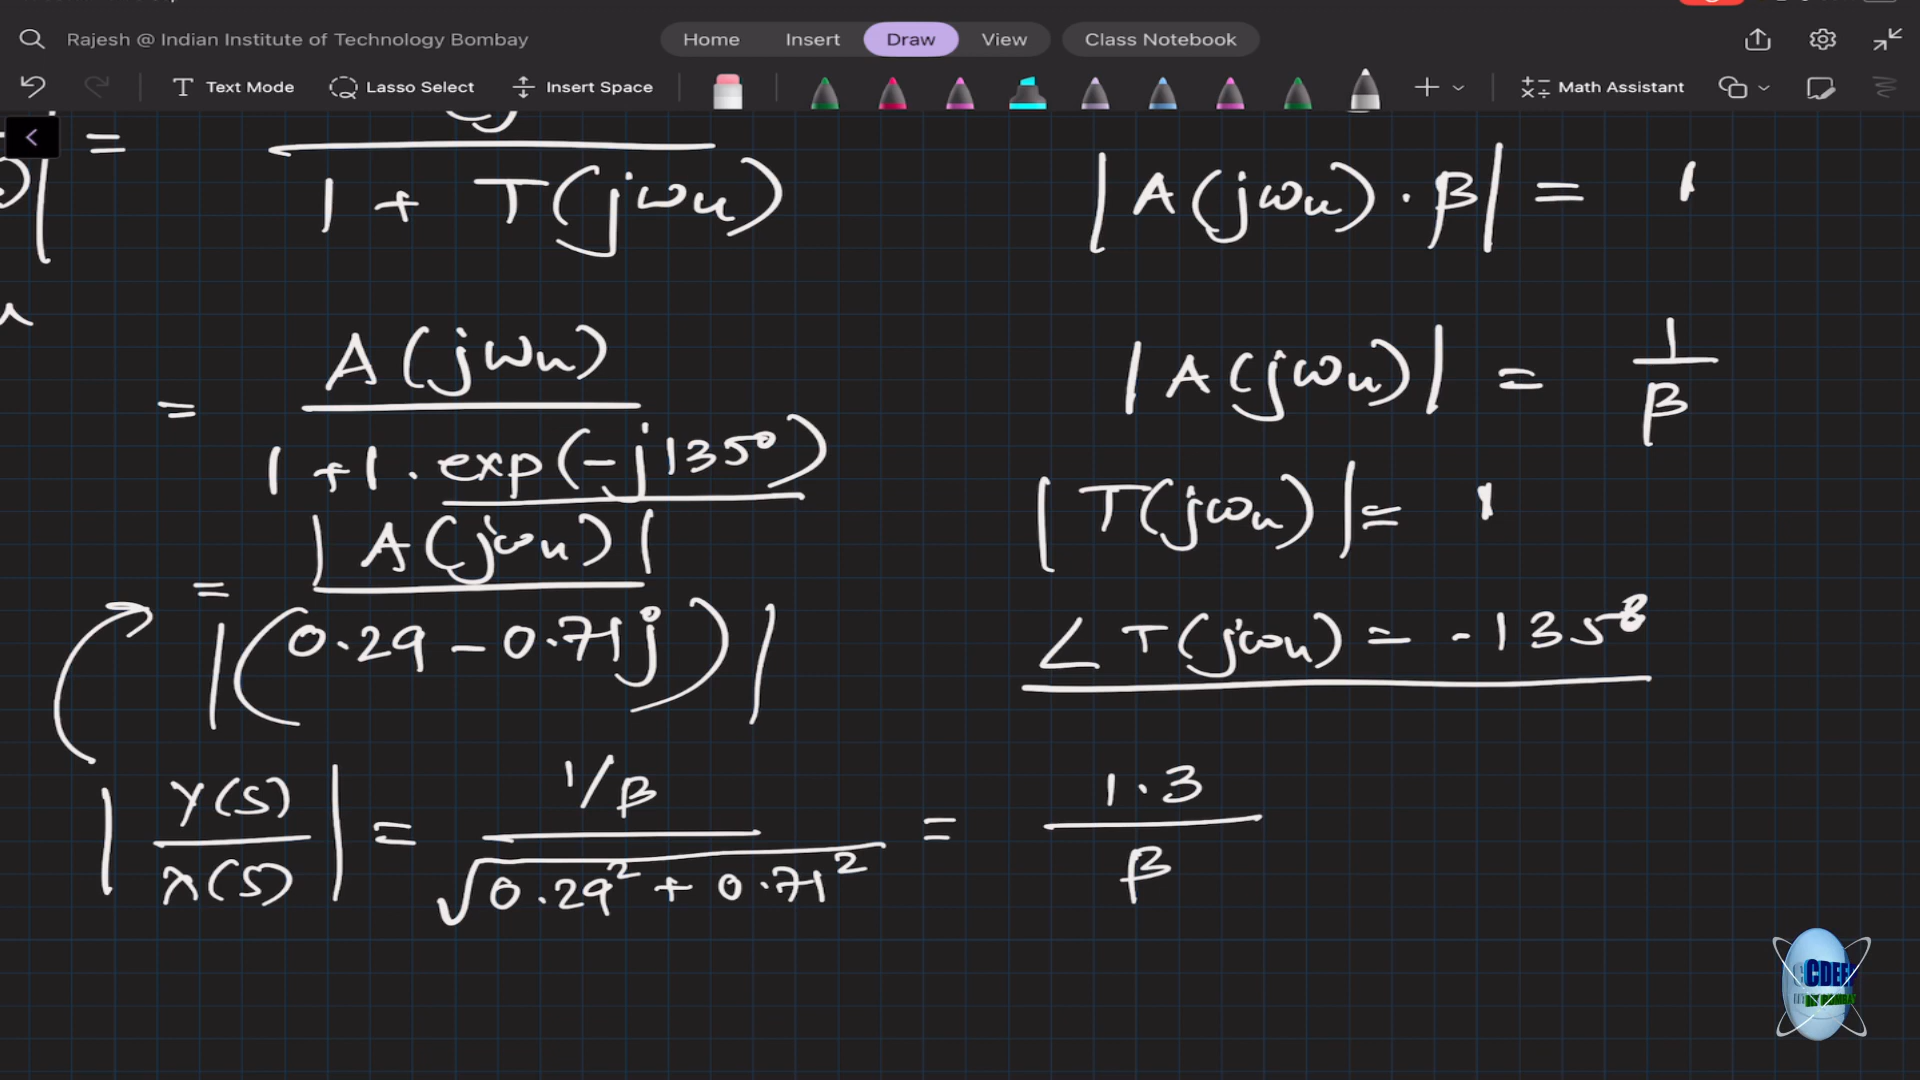 Rajesh @ Indian Institute of Technology Bombay
Home Insert Draw View Class Notebook
Text Mode Lasso Select Insert Space Math Assistant
=
1 + T(jωu)
|A(jωu) · β| = 1
= A(jωu)
1 + 1 · exp(-j135°)
|A(jωu)| = 1
β
|T(jωu)| = 1
= |A(jωu)|
|(0.29 - 0.71j)|
∠T(jωu) = -135°
|Y(s)| = 1/β = 1.3
|X(s)| √0.29² + 0.71² β
CDEEP